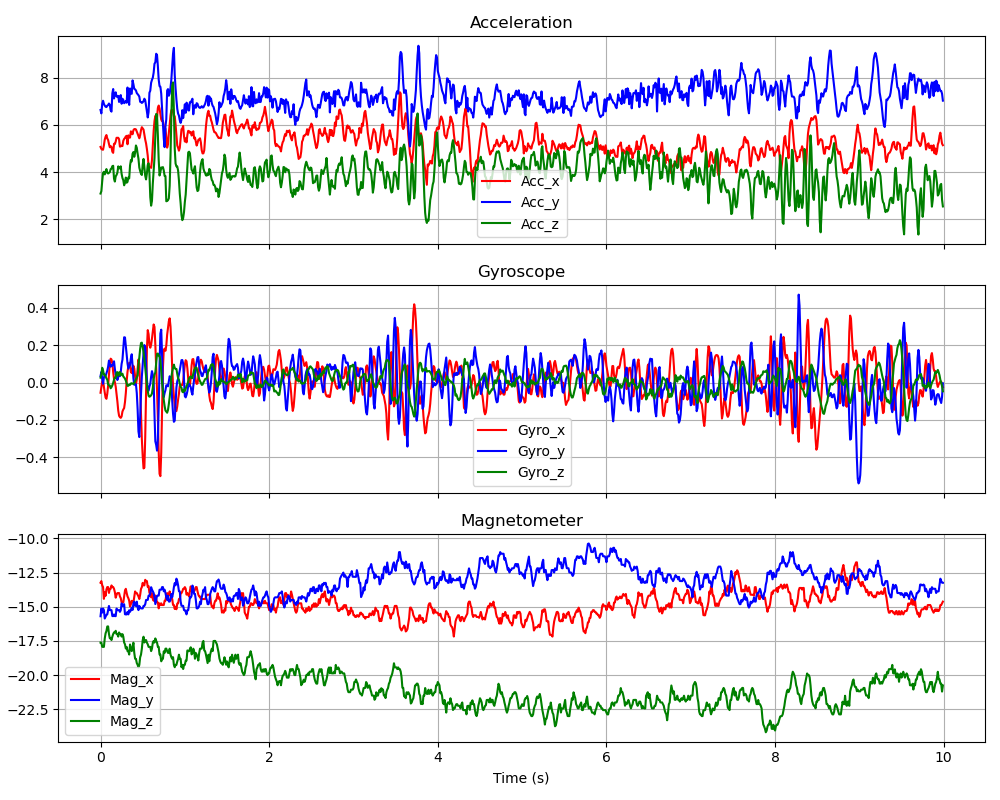 Acceleration
8
6
4
2
Acc_x
Acc_y
Acc_z
Gyroscope
0.4
0.2
0.0
−0.2
−0.4
Gyro_x
Gyro_y
Gyro_z
Magnetometer
−10.0
−12.5
−15.0
−17.5
−20.0
−22.5
Mag_x
Mag_y
Mag_z
0 2 4 6 8 10
Time (s)